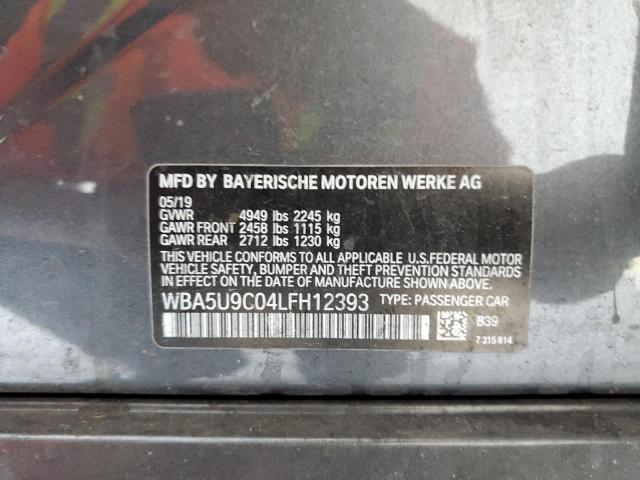 MFD BY BAYERISCHE MOTOREN WERKE AG
05/19
GVWR 4949 lbs 2245 kg
GAWR FRONT 2458 lbs 1115 kg
GAWR REAR 2712 lbs 1230 kg
THIS VEHICLE CONFORMS TO ALL APPLICABLE U.S.FEDERAL MOTOR
VEHICLE SAFETY, BUMPER AND THEFT PREVENTION STANDARDS
IN EFFECT ON THE DATE OF MANUFACTURE SHOWN ABOVE.
WBA5U9C04LFH12393 TYPE: PASSENGER CAR
B39
7315814